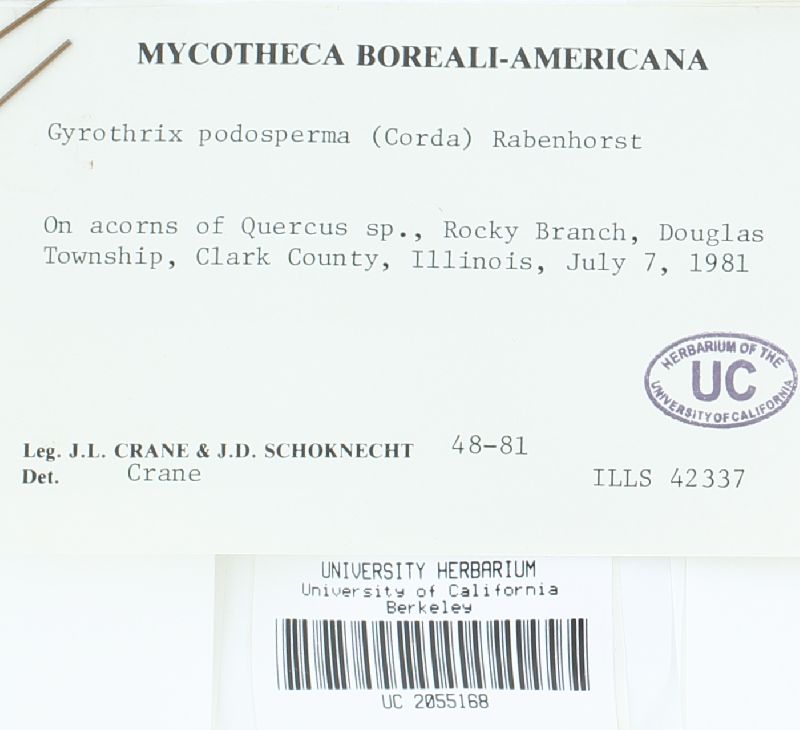 MYCOTHECA BOREALI-AMERICANA
Gyrothrix podosperma (Corda) Rabenhorst
On acorns of Quercus sp., Rocky Branch, Douglas
Township, Clark County, Illinois, July 7, 1981
HERBARIUM OF THE
UC
UNIVERSITY OF CALIFORNIA
Leg. J.L. CRANE & J.D. SCHOKNECHT 48-81
Det. Crane
ILLS 42337
UNIVERSITY HERBARIUM
University of California
Berkeley
UC 2055168